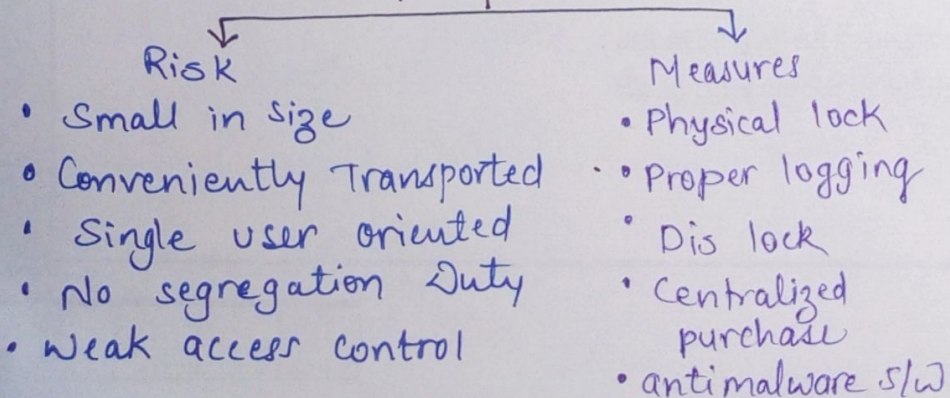 Risk
• Small in size
• Conveniently Transported
• Single user oriented
• No segregation Duty
• Weak access control
Measures
• Physical lock
• Proper logging
• Dis lock
• Centralized
purchase
• antimalware s/w